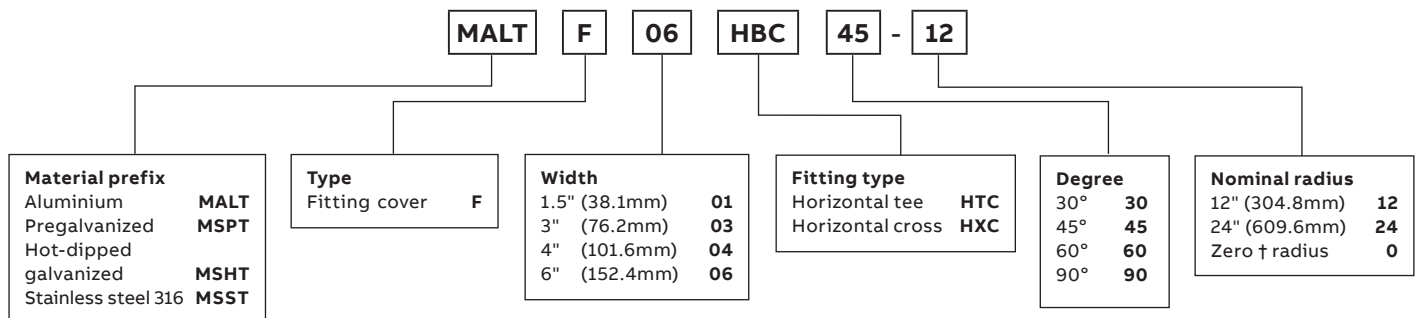 MALT F 06 HBC 45 - 12
Material prefix
Aluminium MALT
Pregalvanized MSPT
Hot-dipped
galvanized MSHT
Stainless steel 316 MSST
Type
Fitting cover F
Width
1.5" (38.1mm) 01
3" (76.2mm) 03
4" (101.6mm) 04
6" (152.4mm) 06
Fitting type
Horizontal tee HTC
Horizontal cross HXC
Degree
30° 30
45° 45
60° 60
90° 90
Nominal radius
12" (304.8mm) 12
24" (609.6mm) 24
Zero † radius 0